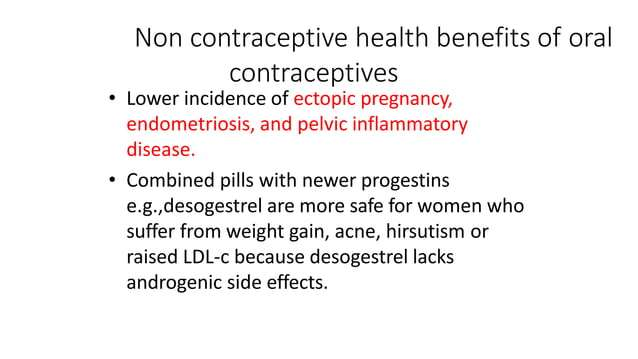 Non contraceptive health benefits of oral
contraceptives
• Lower incidence of ectopic pregnancy,
endometriosis, and pelvic inflammatory
disease.
• Combined pills with newer progestins
e.g.,desogestrel are more safe for women who
suffer from weight gain, acne, hirsutism or
raised LDL-c because desogestrel lacks
androgenic side effects.